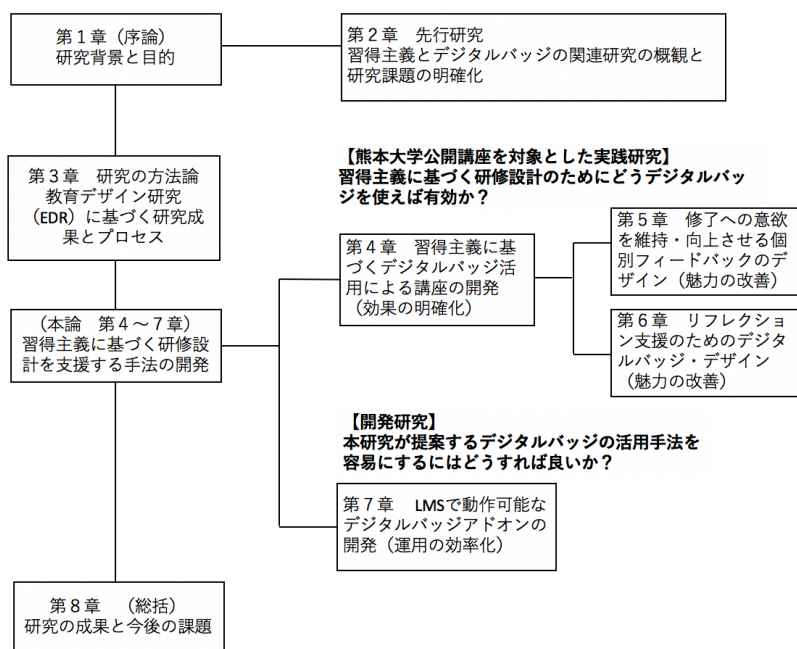 第１章（序論）
研究背景と目的
第２章　先行研究
習得主義とデジタルバッジの関連研究の概観と
研究課題の明確化
第３章　研究の方法論
教育デザイン研究
（EDR）に基づく研究成
果とプロセス
【熊本大学公開講座を対象とした実践研究】
習得主義に基づく研修設計のためにどうデジタルバッ
ジを使えば有効か？
第４章　習得主義に基
づくデジタルバッジ活
用による講座の開発
（効果の明確化）
第５章　修了への意欲
を維持・向上させる個
別フィードバックのデ
ザイン（魅力の改善）
第６章　リフレクショ
ン支援のためのデジタ
ルバッジ・デザイン
（魅力の改善）
（本論　第４〜７章）
習得主義に基づく研修設
計を支援する手法の開発
【開発研究】
本研究が提案するデジタルバッジの活用手法を
容易にするにはどうすれば良いか？
第７章　LMSで動作可能な
デジタルバッジアドオンの
開発（運用の効率化）
第８章　（総括）
研究の成果と今後の課題